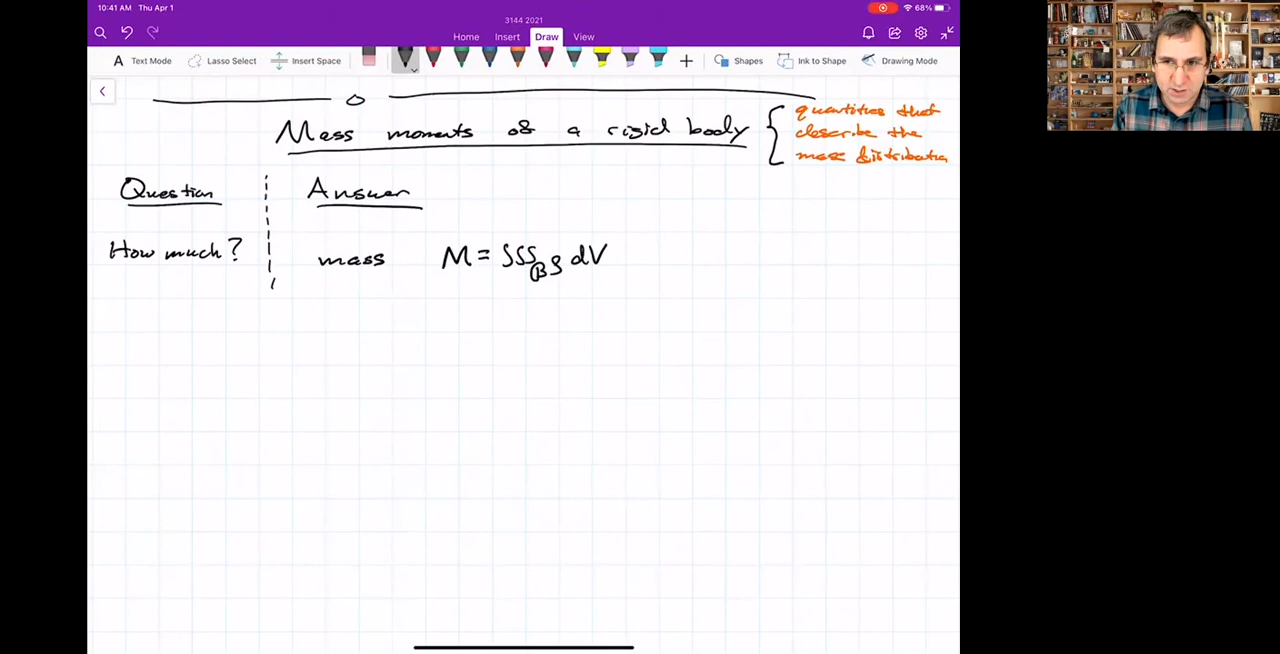 10:41 AM Thu Apr 1
68%
3144 2021
Home Insert Draw View
Text Mode Lasso Select Insert Space Shapes Ink to Shape Drawing Mode
Mass moments of a rigid body { quantities that
describe the
mass distributio
Question Answer
How much? mass M = ∫∫∫_B ρ dV